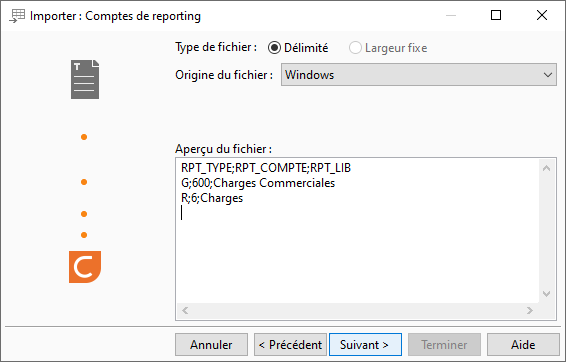 Importer : Comptes de reporting
Type de fichier : Délimité Largeur fixe
Origine du fichier : Windows
Aperçu du fichier :
RPT_TYPE;RPT_COMPTE;RPT_LIB
G;600;Charges Commerciales
R;6;Charges
Annuler < Précédent Suivant > Terminer Aide